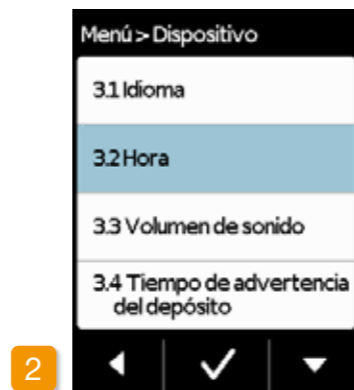 Menú > Dispositivo
3.1 Idioma
3.2 Hora
3.3 Volumen de sonido
3.4 Tiempo de advertencia
del depósito
2